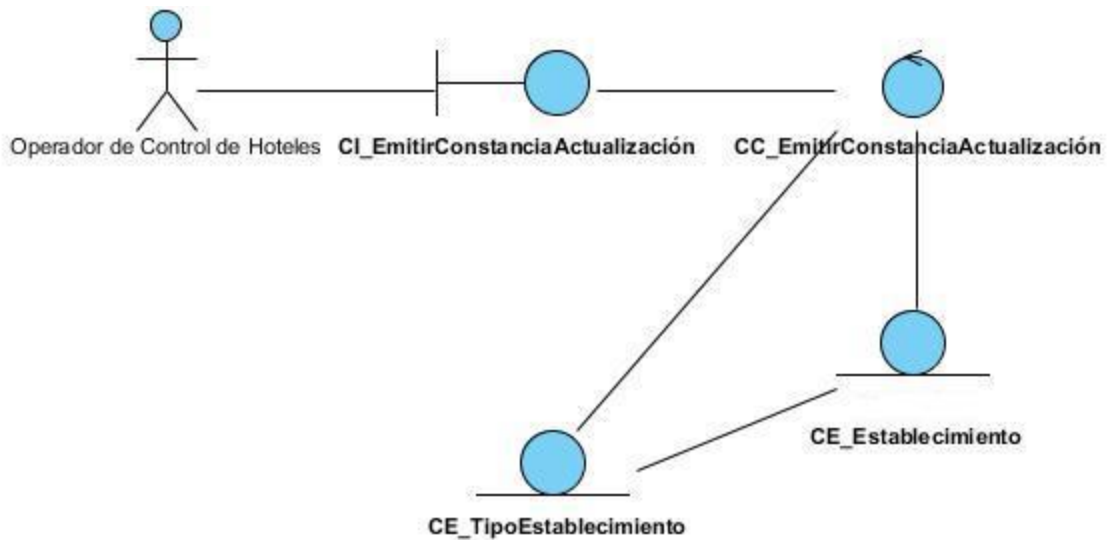 Operador de Control de Hoteles
CI_EmitirConstanciaActualización
CC_EmitirConstanciaActualización
CE_Establecimiento
CE_TipoEstablecimiento